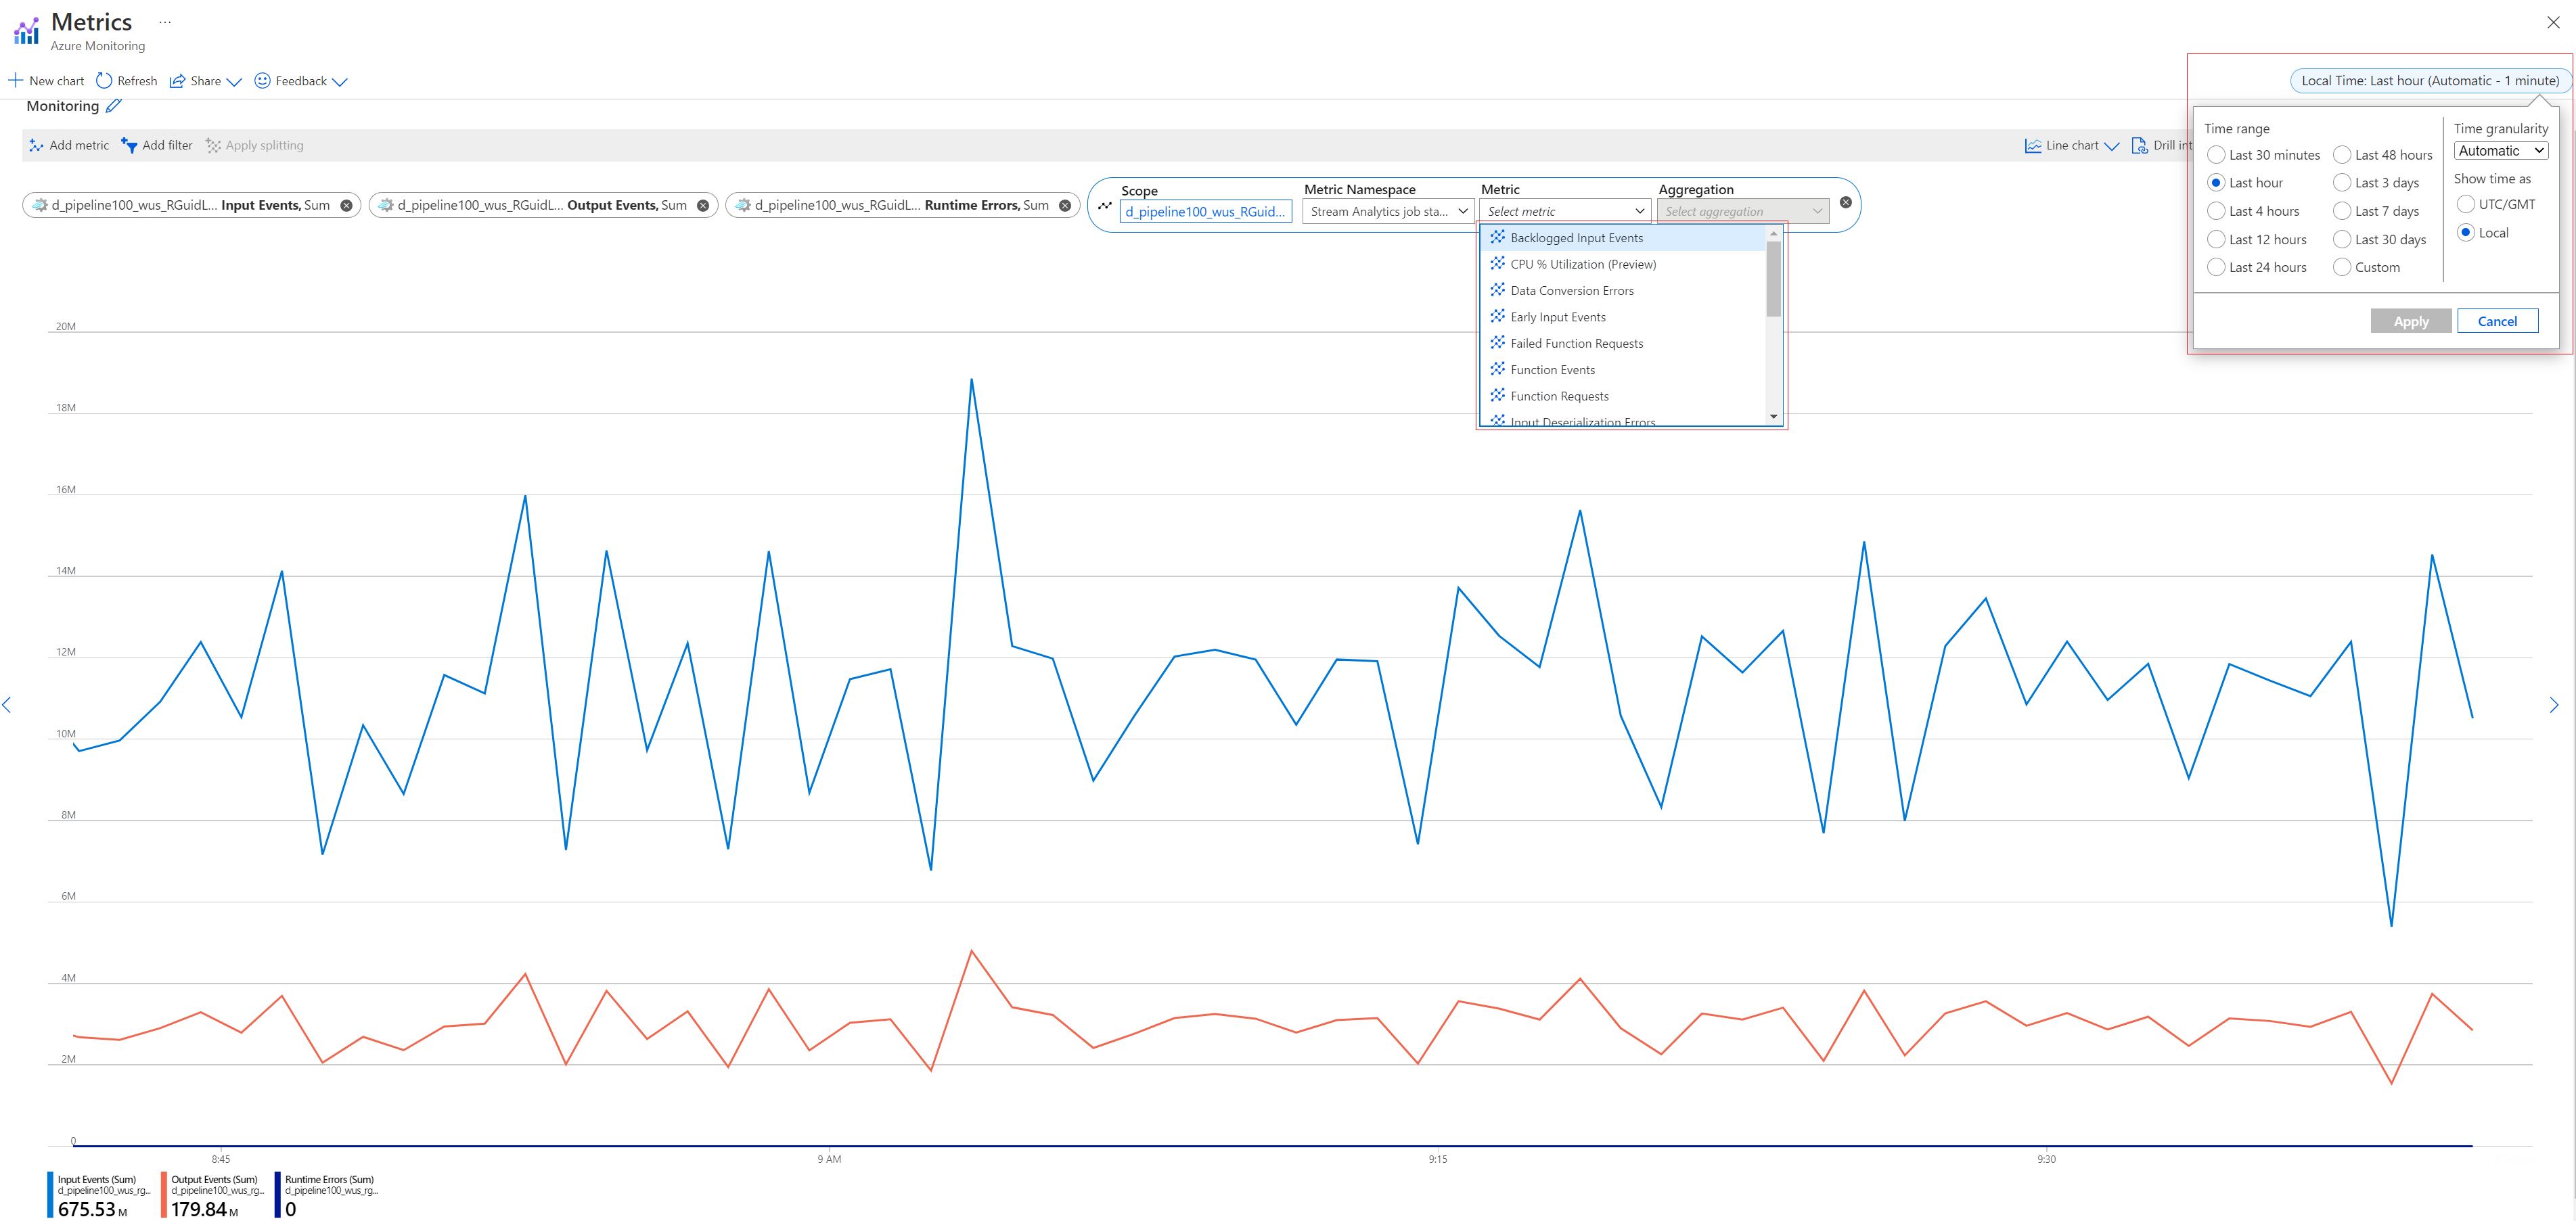 Metrics
...
Azure Monitoring
New chart Refresh Share Feedback
Local Time: Last hour (Automatic - 1 minute)
Monitoring
Add metric Add filter Apply splitting
Line chart Drill int
Time range
Last 30 minutes Last 48 hours
Last hour Last 3 days
Last 4 hours Last 7 days
Last 12 hours Last 30 days
Last 24 hours Custom
Time granularity
Automatic
Show time as
UTC/GMT
Local
Apply Cancel
d_pipeline100_wus_RGuidL... Input Events, Sum
d_pipeline100_wus_RGuidL... Output Events, Sum
d_pipeline100_wus_RGuidL... Runtime Errors, Sum
Scope
d_pipeline100_wus_RGuid...
Metric Namespace
Stream Analytics job sta...
Metric
Select metric
Aggregation
Select aggregation
Backlogged Input Events
CPU % Utilization (Preview)
Data Conversion Errors
Early Input Events
Failed Function Requests
Function Events
Function Requests
Input Deserialization Errors
20M
18M
16M
14M
12M
10M
8M
6M
4M
2M
0
8:45 9 AM 9:15 9:30
Input Events (Sum)
d_pipeline100_wus_rg...
675.53 M
Output Events (Sum)
d_pipeline100_wus_rg...
179.84 M
Runtime Errors (Sum)
d_pipeline100_wus_rg...
0